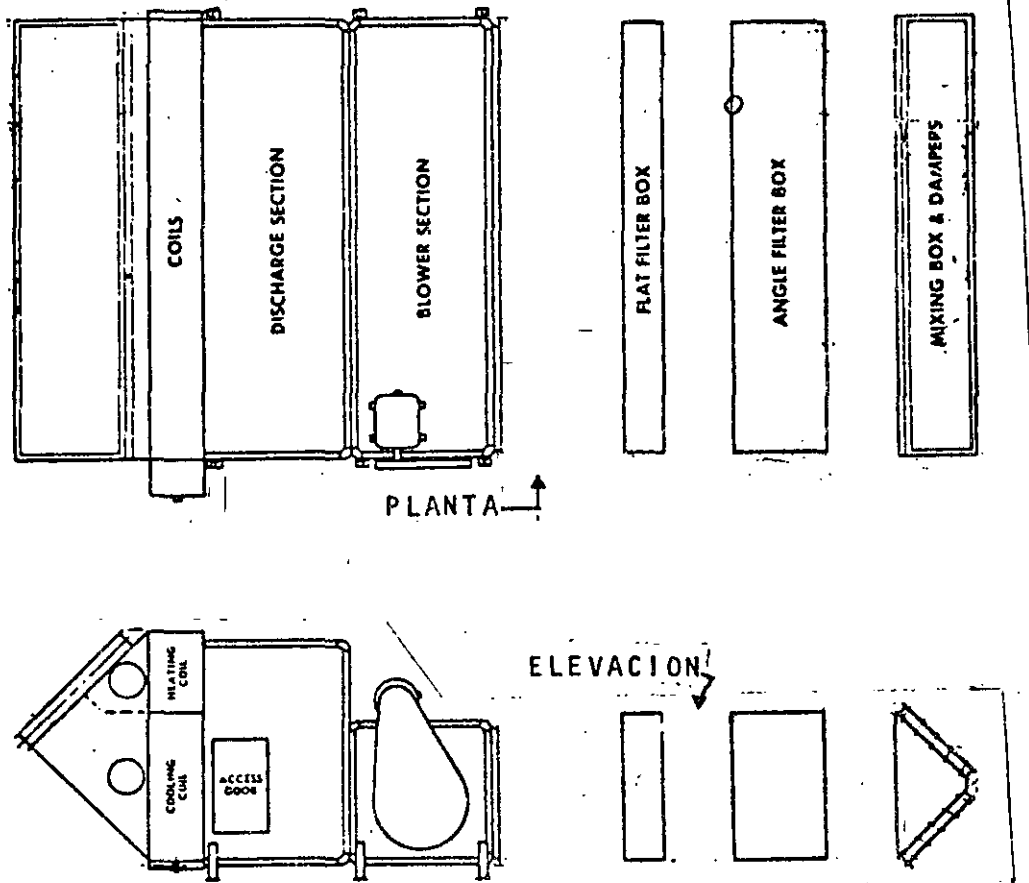 COILS
DISCHARGE SECTION
BLOWER SECTION
FLAT FILTER BOX
ANGLE FILTER BOX
MIXING BOX & DAMPERS
PLANTA
ELEVACION
HEATING
COIL
COOLING
COIL
ACCESS
DOOR